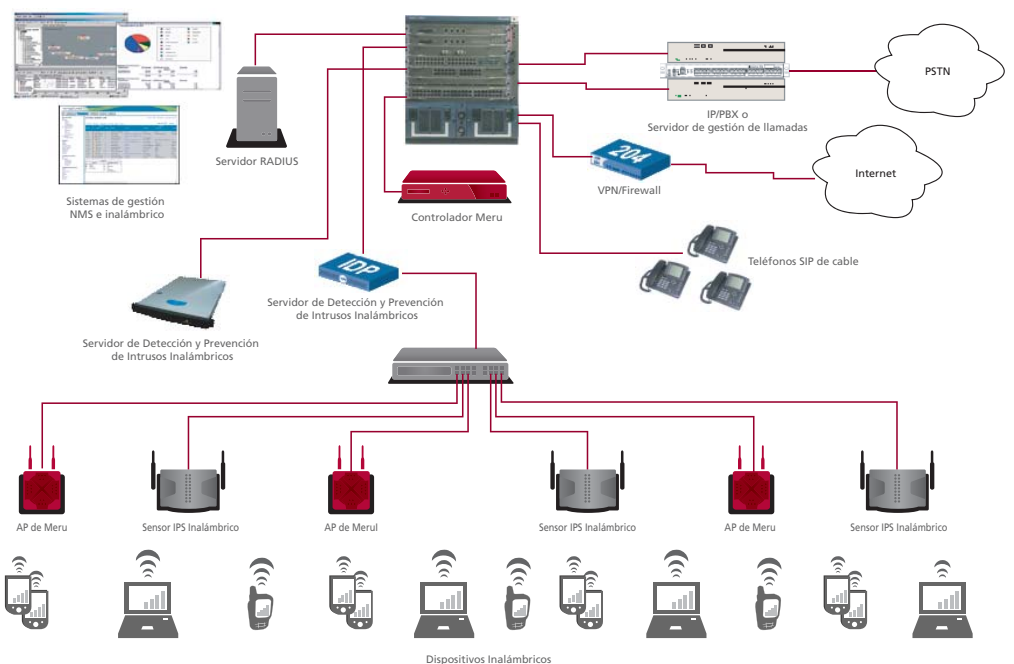 PSTN
IP/PBX o
Servidor de gestión de llamadas
Servidor RADIUS
204
VPN/Firewall
Internet
Sistemas de gestión
NMS e inalámbrico
Controlador Meru
Teléfonos SIP de cable
IDP
Servidor de Detección y Prevención
de Intrusos Inalámbricos
Servidor de Detección y Prevención
de Intrusos Inalámbricos
AP de Meru
Sensor IPS Inalámbrico
AP de Merul
Sensor IPS Inalámbrico
AP de Meru
Sensor IPS Inalámbrico
Dispositivos Inalámbricos